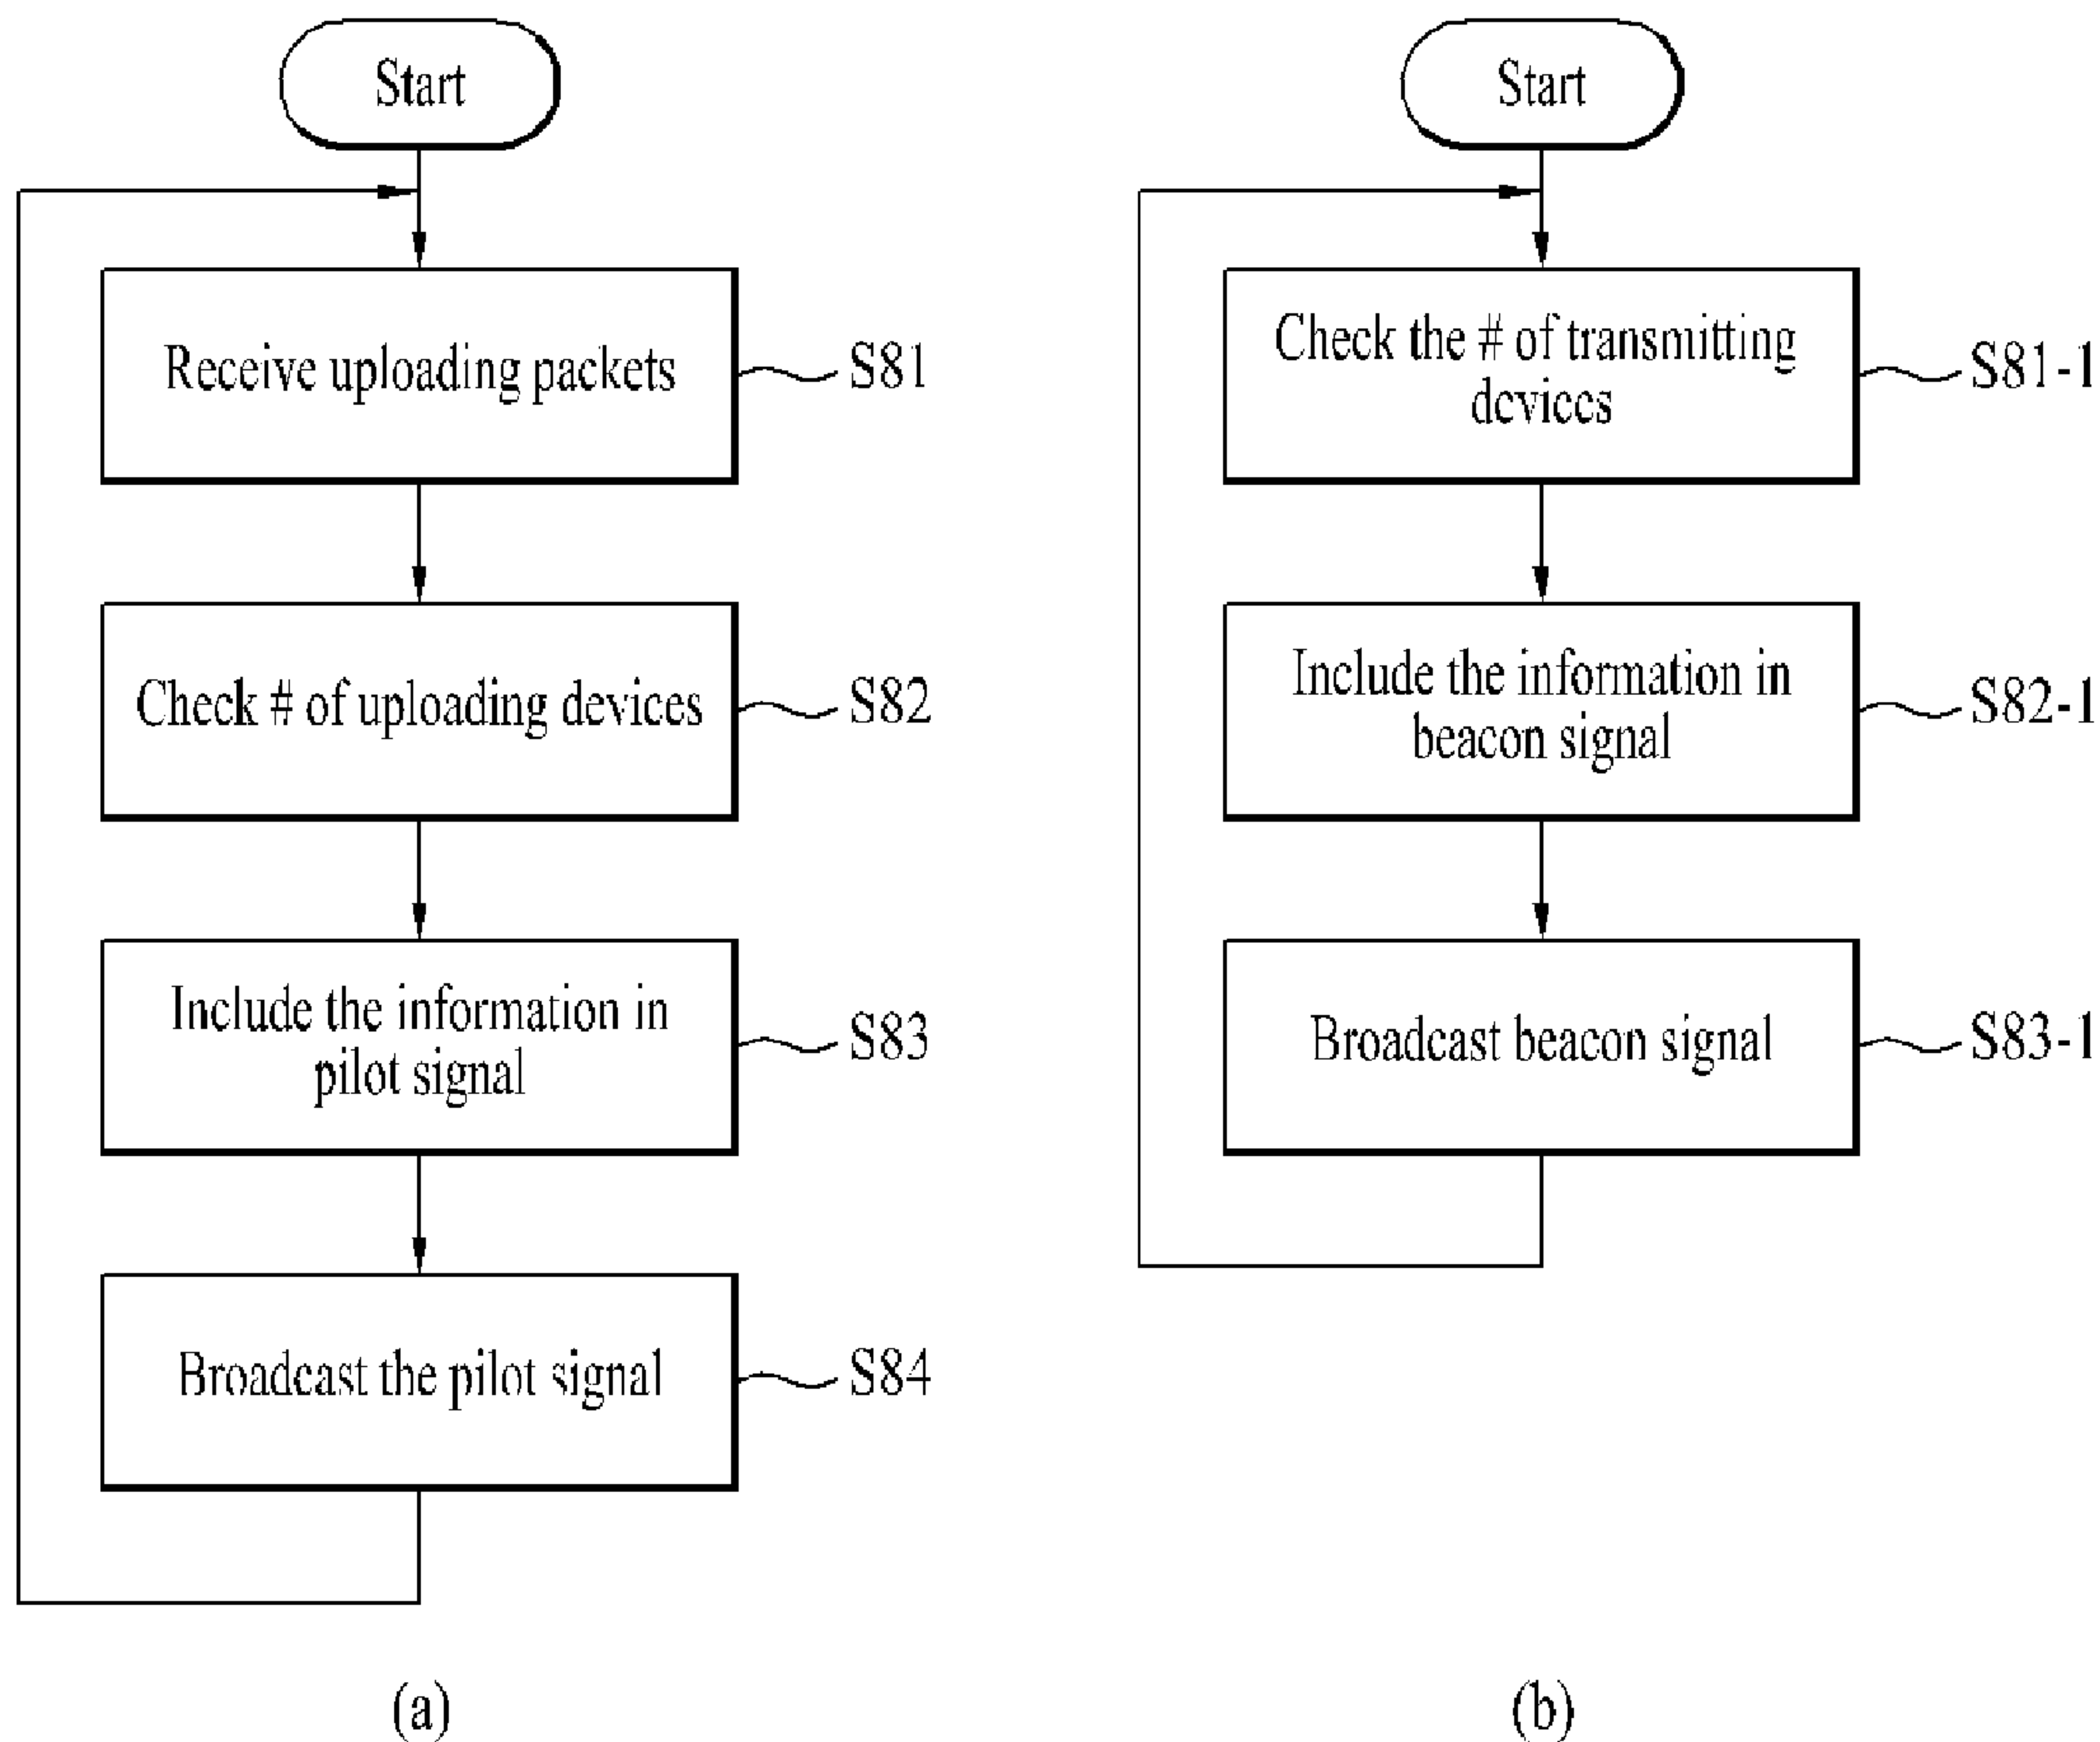 Start
Receive uploading packets
S81
Check # of uploading devices
S82
Include the information in
pilot signal
S83
Broadcast the pilot signal
S84
(a)
Start
Check the # of transmitting
devices
S81-1
Include the information in
beacon signal
S82-1
Broadcast beacon signal
S83-1
(b)